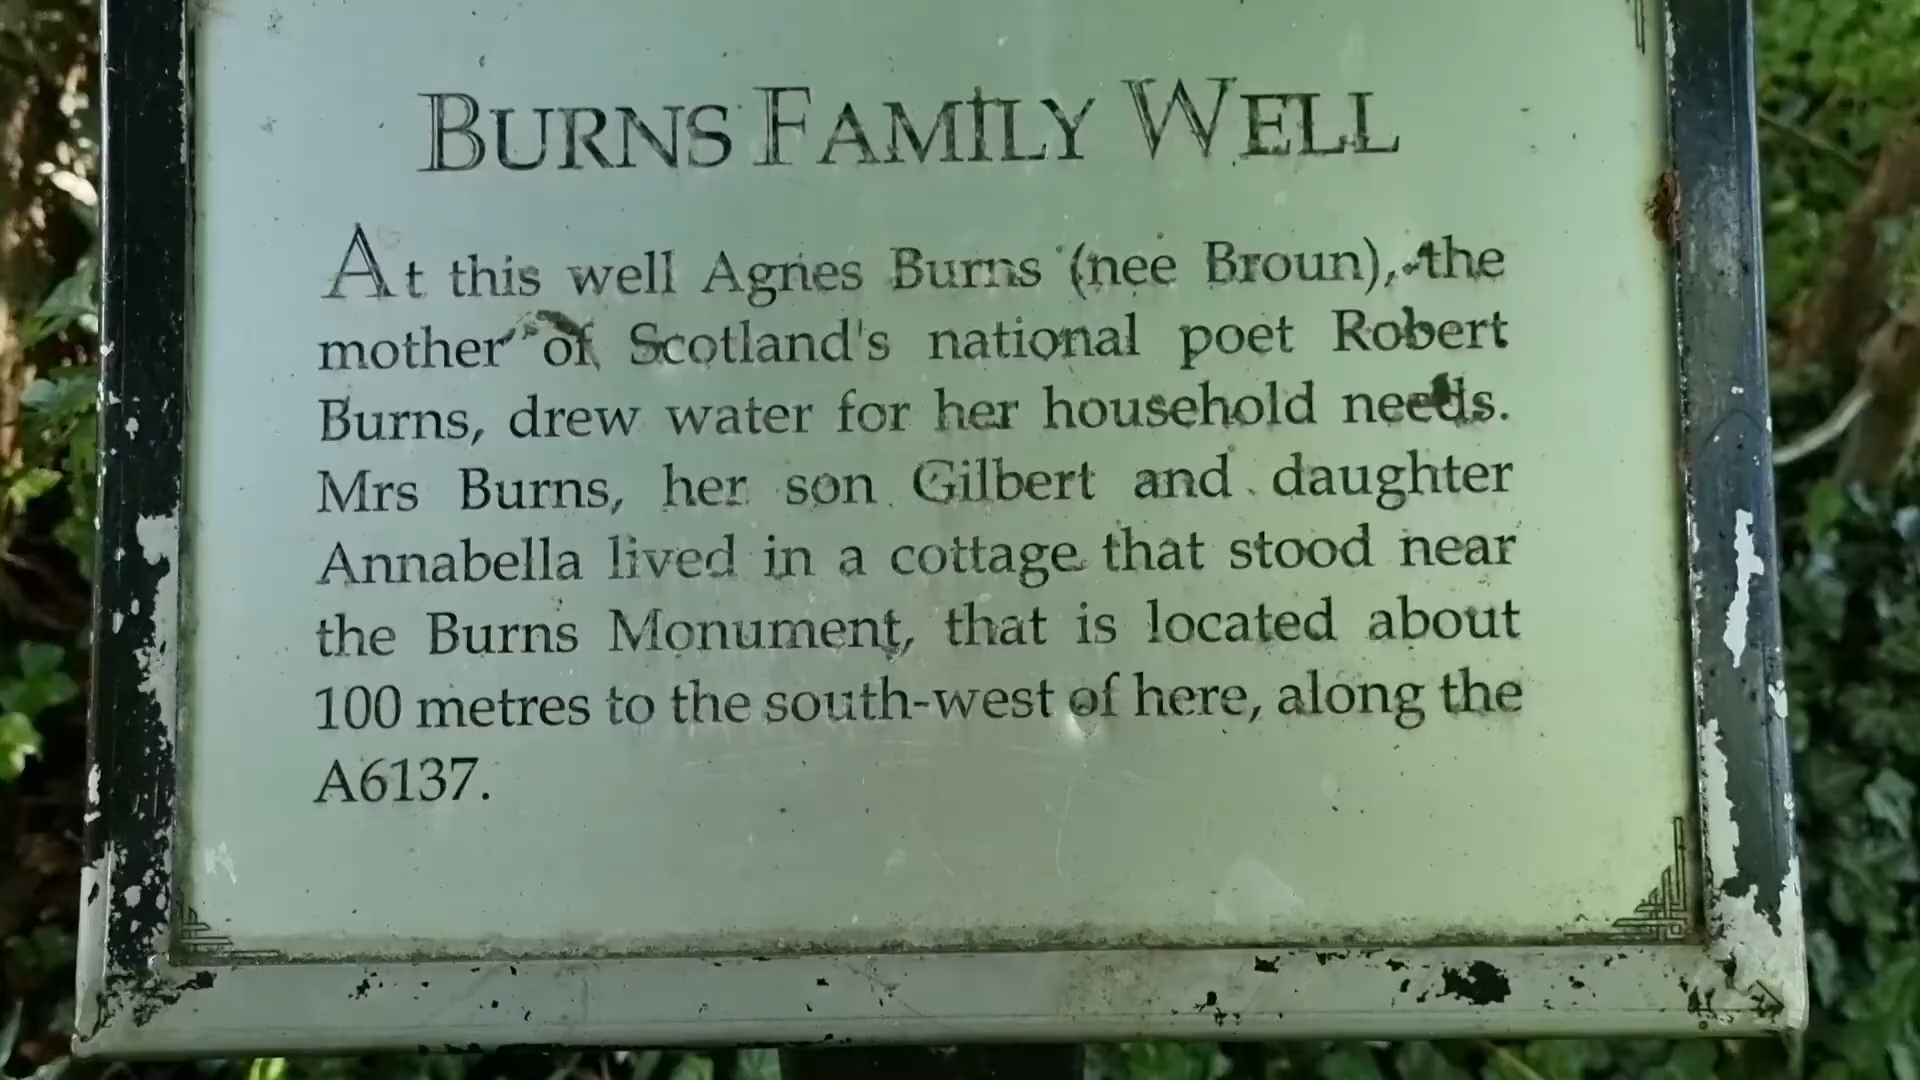 BURNS FAMILY WELL
At this well Agnes Burns (nee Broun), the
mother of Scotland's national poet Robert
Burns, drew water for her household needs.
Mrs Burns, her son Gilbert and daughter
Annabella lived in a cottage that stood near
the Burns Monument, that is located about
100 metres to the south-west of here, along the
A6137.